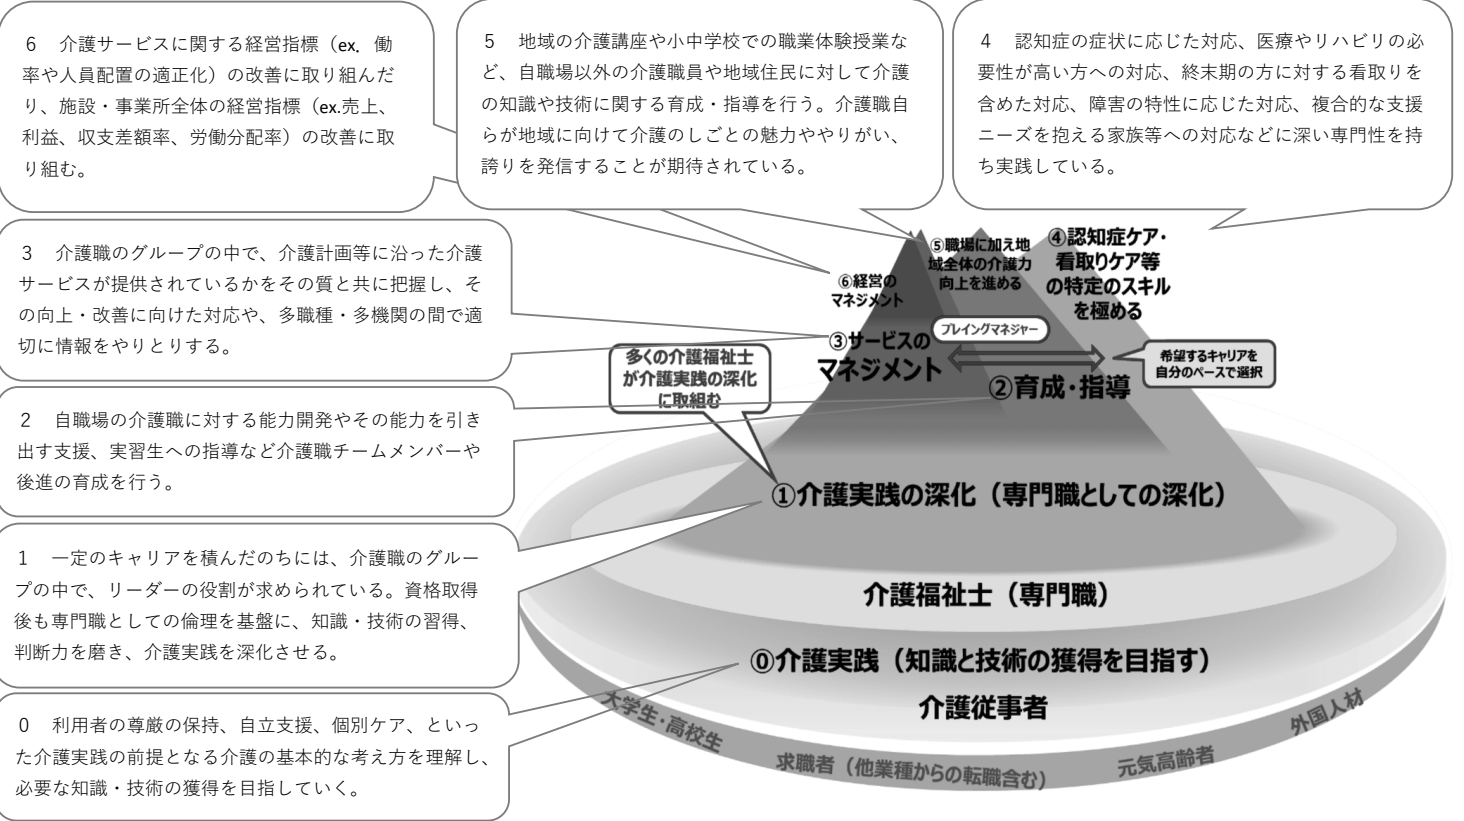 6　介護サービスに関する経営指標（ex．働
率や人員配置の適正化）の改善に取り組んだ
り、施設・事業所全体の経営指標（ex.売上、
利益、収支差額率、労働分配率）の改善に取
り組む。
5　地域の介護講座や小中学校での職業体験授業な
ど、自職場以外の介護職員や地域住民に対して介護
の知識や技術に関する育成・指導を行う。介護職自
らが地域に向けて介護のしごとの魅力ややりがい、
誇りを発信することが期待されている。
4　認知症の症状に応じた対応、医療やリハビリの必
要性が高い方への対応、終末期の方に対する看取りを
含めた対応、障害の特性に応じた対応、複合的な支援
ニーズを抱える家族等への対応などに深い専門性を持
ち実践している。
3　介護職のグループの中で、介護計画等に沿った介護
サービスが提供されているかをその質と共に把握し、そ
の向上・改善に向けた対応や、多職種・多機関の間で適
切に情報をやりとりする。
2　自職場の介護職に対する能力開発やその能力を引き
出す支援、実習生への指導など介護職チームメンバーや
後進の育成を行う。
1　一定のキャリアを積んだのちには、介護職のグルー
プの中で、リーダーの役割が求められている。資格取得
後も専門職としての倫理を基盤に、知識・技術の習得、
判断力を磨き、介護実践を深化させる。
0　利用者の尊厳の保持、自立支援、個別ケア、といっ
た介護実践の前提となる介護の基本的な考え方を理解し、
必要な知識・技術の獲得を目指していく。
⑥経営の
マネジメント
⑤職場に加え地
域全体の介護力
向上を進める
④認知症ケア・
看取りケア等
の特定のスキル
を極める
プレイングマネジャー
③サービスの
マネジメント
②育成・指導
希望するキャリアを
自分のペースで選択
多くの介護福祉士
が介護実践の深化
に取組む
①介護実践の深化（専門職としての深化）
介護福祉士（専門職）
⓪介護実践（知識と技術の獲得を目指す）
介護従事者
大学生・高校生
求職者（他業種からの転職含む）
元気高齢者
外国人材